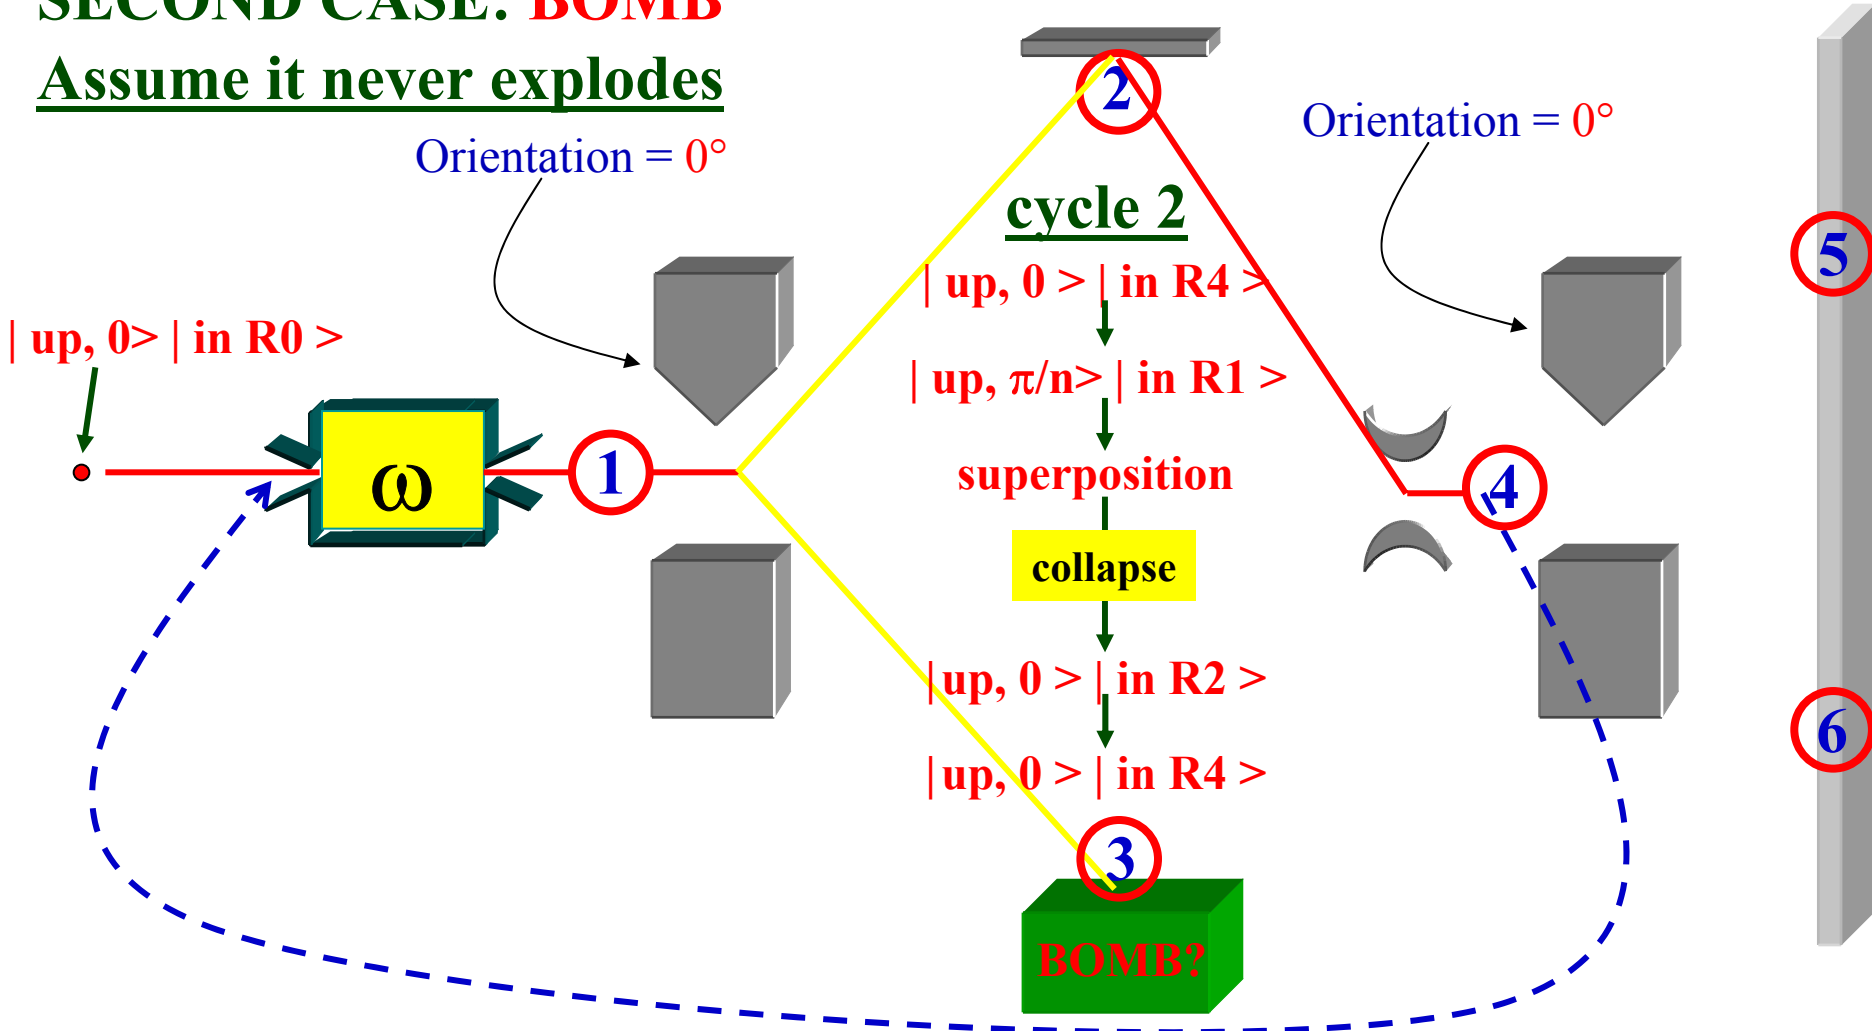 SECOND CASE: BOMB
Assume it never explodes
Orientation = 0°
Orientation = 0°
2
cycle 2
| up, 0 > | in R4 >
5
| up, 0> | in R0 >
| up, π/n> | in R1 >
ω
1
superposition
4
collapse
| up, 0 > | in R2 >
6
| up, 0 > | in R4 >
3
BOMB?